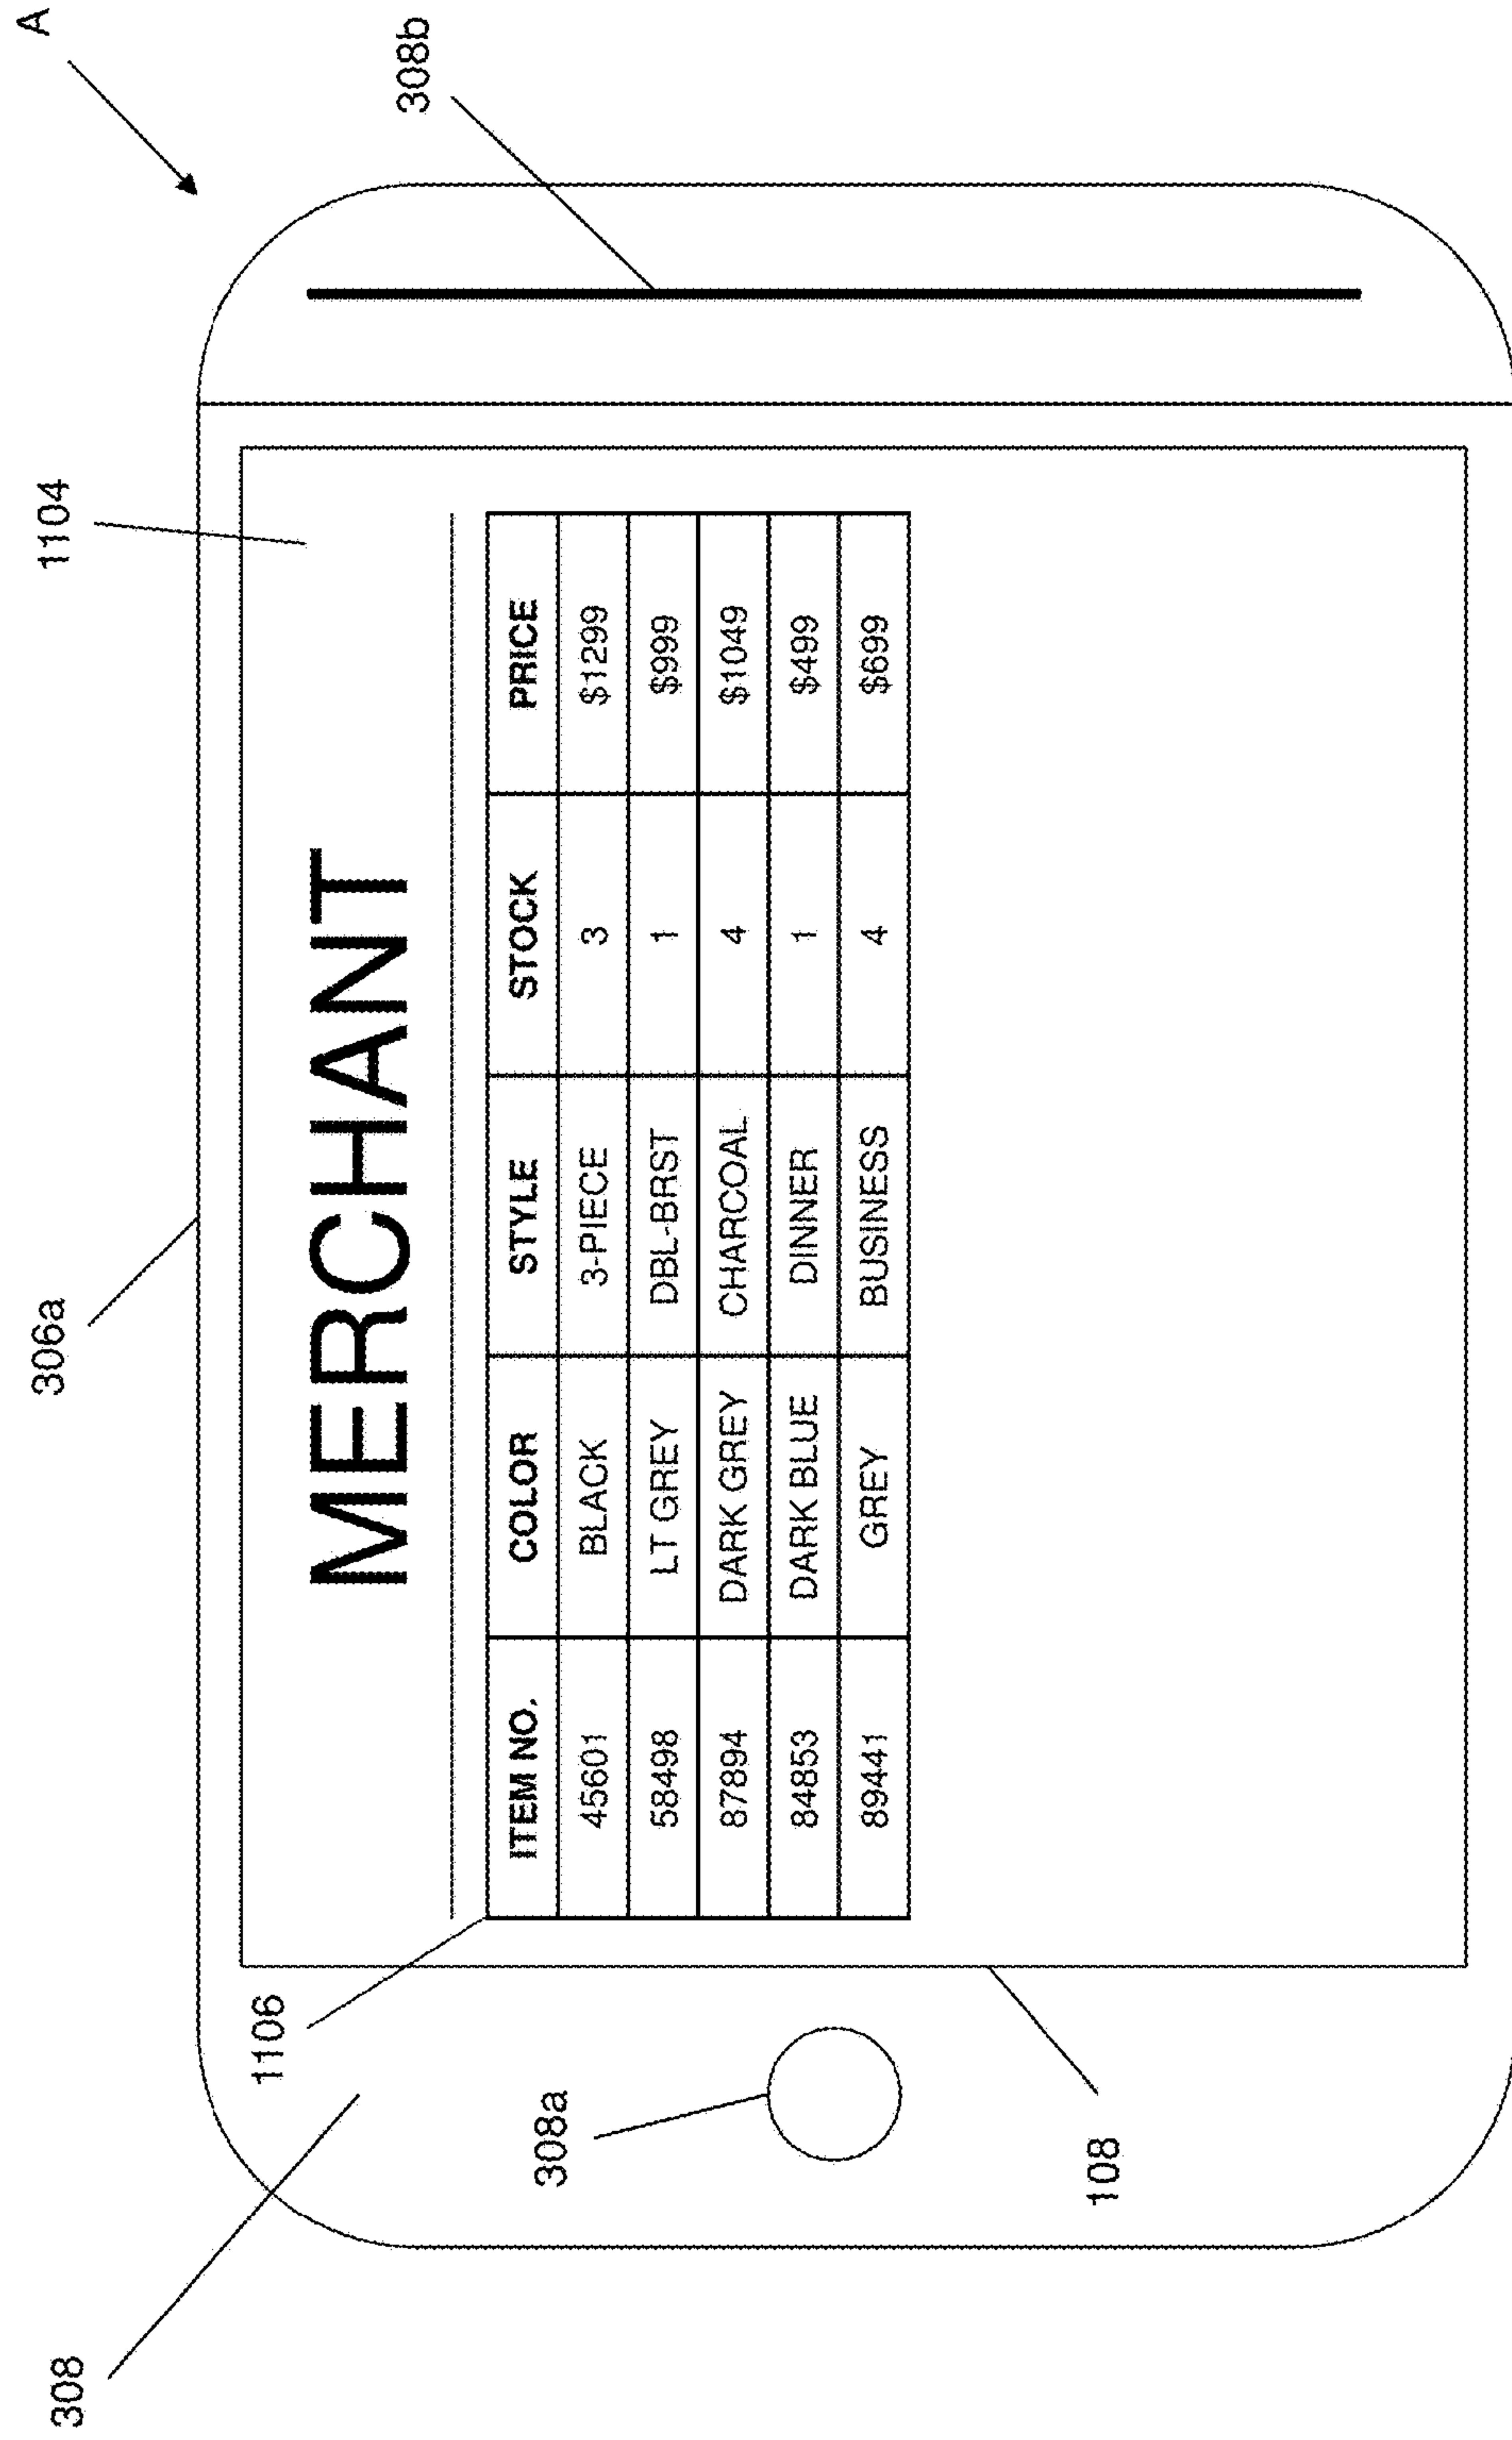 A
306a 1104
308b
308
1106
MERCHANT
ITEM NO. COLOR STYLE STOCK PRICE
45601 BLACK 3-PIECE 3 $1299
58498 LT GREY DBL-BRST 1 $999
87894 DARK GREY CHARCOAL 4 $1049
84853 DARK BLUE DINNER 1 $499
89441 GREY BUSINESS 4 $699
308a
108